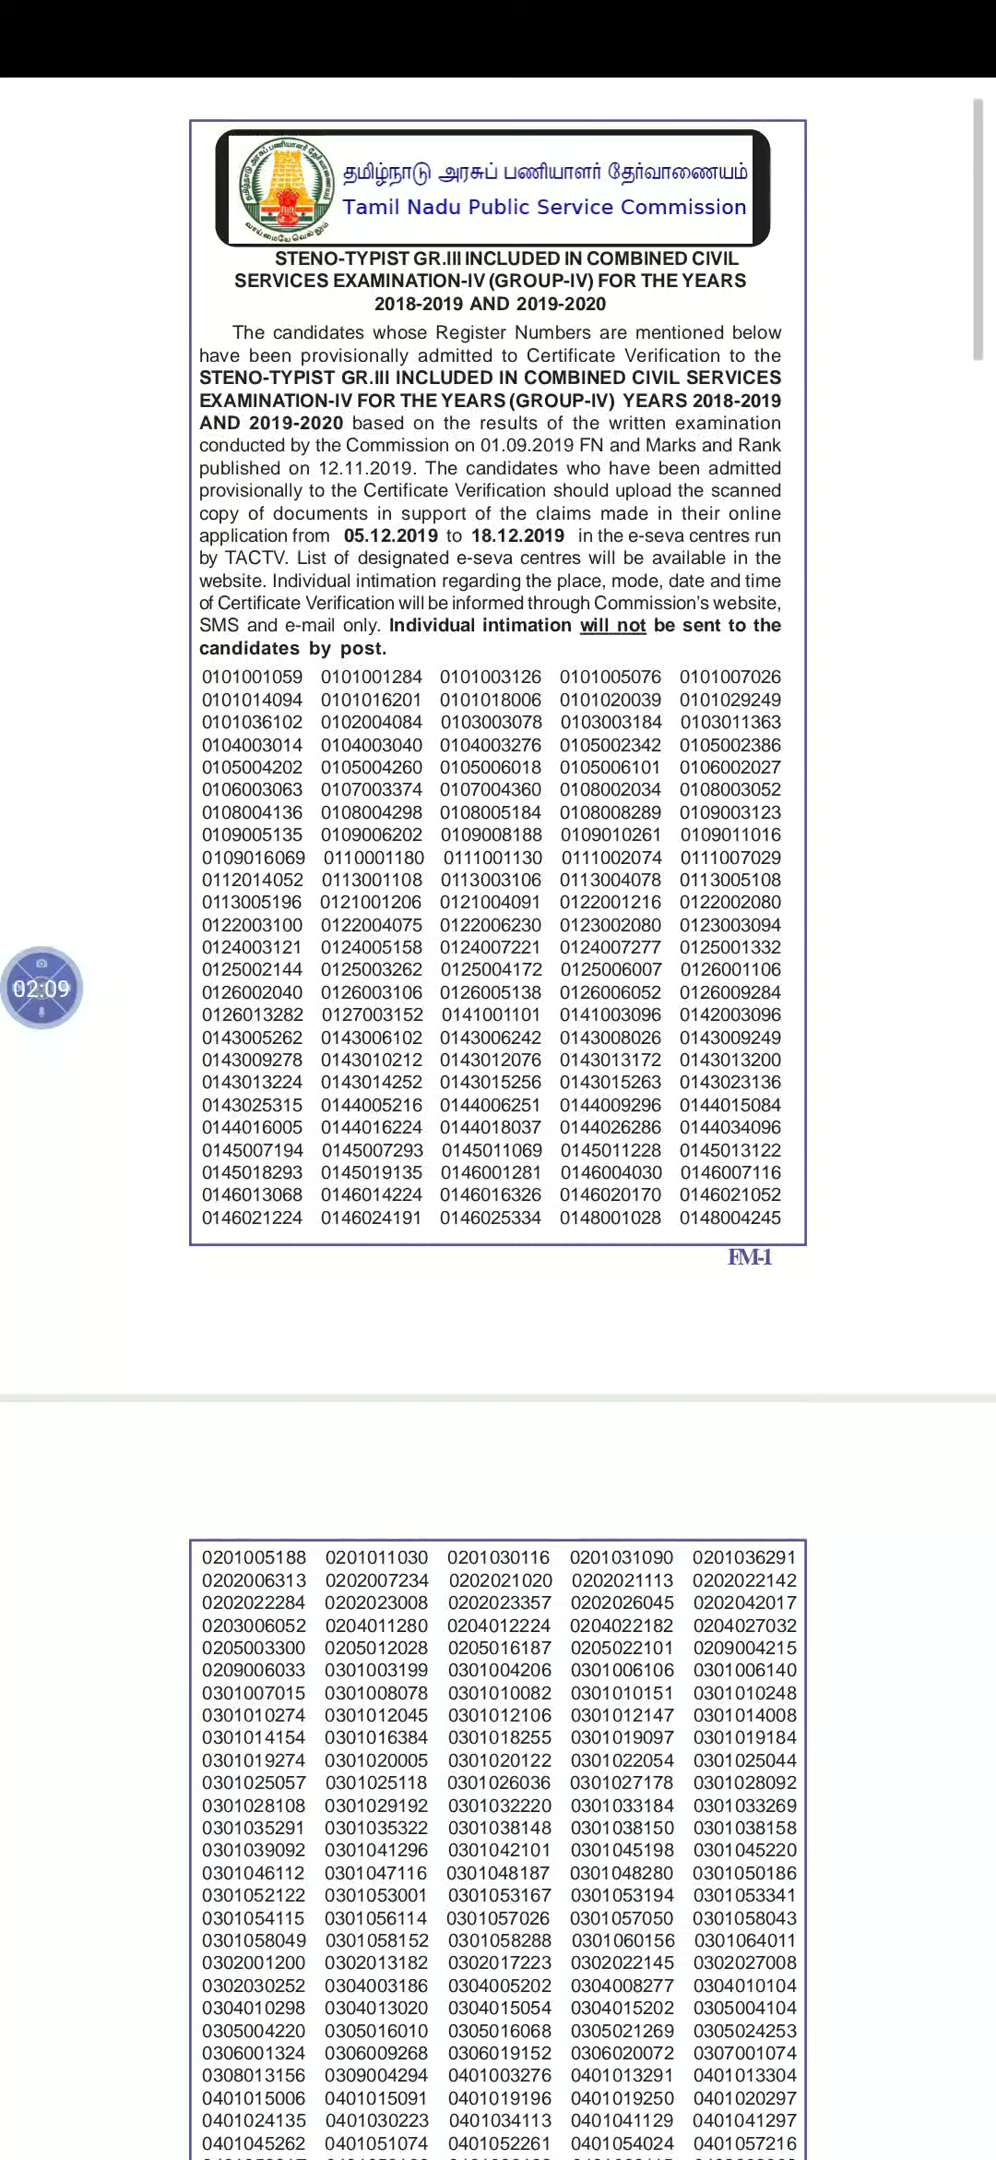 தமிழ்நாடு அரசுப் பணியாளர் தேர்வாணையம்
Tamil Nadu Public Service Commission
STENO-TYPIST GR.III INCLUDED IN COMBINED CIVIL
SERVICES EXAMINATION-IV (GROUP-IV) FOR THE YEARS
2018-2019 AND 2019-2020
The candidates whose Register Numbers are mentioned below
have been provisionally admitted to Certificate Verification to the
STENO-TYPIST GR.III INCLUDED IN COMBINED CIVIL SERVICES
EXAMINATION-IV FOR THE YEARS (GROUP-IV) YEARS 2018-2019
AND 2019-2020 based on the results of the written examination
conducted by the Commission on 01.09.2019 FN and Marks and Rank
published on 12.11.2019. The candidates who have been admitted
provisionally to the Certificate Verification should upload the scanned
copy of documents in support of the claims made in their online
application from 05.12.2019 to 18.12.2019 in the e-seva centres run
by TACTV. List of designated e-seva centres will be available in the
website. Individual intimation regarding the place, mode, date and time
of Certificate Verification will be informed through Commission's website,
SMS and e-mail only. Individual intimation will not be sent to the
candidates by post.
0101001059 0101001284 0101003126 0101005076 0101007026
0101014094 0101016201 0101018006 0101020039 0101029249
0101036102 0102004084 0103003078 0103003184 0103011363
0104003014 0104003040 0104003276 0105002342 0105002386
0105004202 0105004260 0105006018 0105006101 0106002027
0106003063 0107003374 0107004360 0108002034 0108003052
0108004136 0108004298 0108005184 0108008289 0109003123
0109005135 0109006202 0109008188 0109010261 0109011016
0109016069 0110001180 0111001130 0111002074 0111007029
0112014052 0113001108 0113003106 0113004078 0113005108
0113005196 0121001206 0121004091 0122001216 0122002080
0122003100 0122004075 0122006230 0123002080 0123003094
0124003121 0124005158 0124007221 0124007277 0125001332
0125002144 0125003262 0125004172 0125006007 0126001106
0126002040 0126003106 0126005138 0126006052 0126009284
02:09
0126013282 0127003152 0141001101 0141003096 0142003096
0143005262 0143006102 0143006242 0143008026 0143009249
0143009278 0143010212 0143012076 0143013172 0143013200
0143013224 0143014252 0143015256 0143015263 0143023136
0143025315 0144005216 0144006251 0144009296 0144015084
0144016005 0144016224 0144018037 0144026286 0144034096
0145007194 0145007293 0145011069 0145011228 0145013122
0145018293 0145019135 0146001281 0146004030 0146007116
0146013068 0146014224 0146016326 0146020170 0146021052
0146021224 0146024191 0146025334 0148001028 0148004245
FM-1
0201005188 0201011030 0201030116 0201031090 0201036291
0202006313 0202007234 0202021020 0202021113 0202022142
0202022284 0202023008 0202023357 0202026045 0202042017
0203006052 0204011280 0204012224 0204022182 0204027032
0205003300 0205012028 0205016187 0205022101 0209004215
0209006033 0301003199 0301004206 0301006106 0301006140
0301007015 0301008078 0301010082 0301010151 0301010248
0301010274 0301012045 0301012106 0301012147 0301014008
0301014154 0301016384 0301018255 0301019097 0301019184
0301019274 0301020005 0301020122 0301022054 0301025044
0301025057 0301025118 0301026036 0301027178 0301028092
0301028108 0301029192 0301032220 0301033184 0301033269
0301035291 0301035322 0301038148 0301038150 0301038158
0301039092 0301041296 0301042101 0301045198 0301045220
0301046112 0301047116 0301048187 0301048280 0301050186
0301052122 0301053001 0301053167 0301053194 0301053341
0301054115 0301056114 0301057026 0301057050 0301058043
0301058049 0301058152 0301058288 0301060156 0301064011
0302001200 0302013182 0302017223 0302022145 0302027008
0302030252 0304003186 0304005202 0304008277 0304010104
0304010298 0304013020 0304015054 0304015202 0305004104
0305004220 0305016010 0305016068 0305021269 0305024253
0306001324 0306009268 0306019152 0306020072 0307001074
0308013156 0309004294 0401003276 0401013291 0401013304
0401015006 0401015091 0401019196 0401019250 0401020297
0401024135 0401030223 0401034113 0401041129 0401041297
0401045262 0401051074 0401052261 0401054024 0401057216